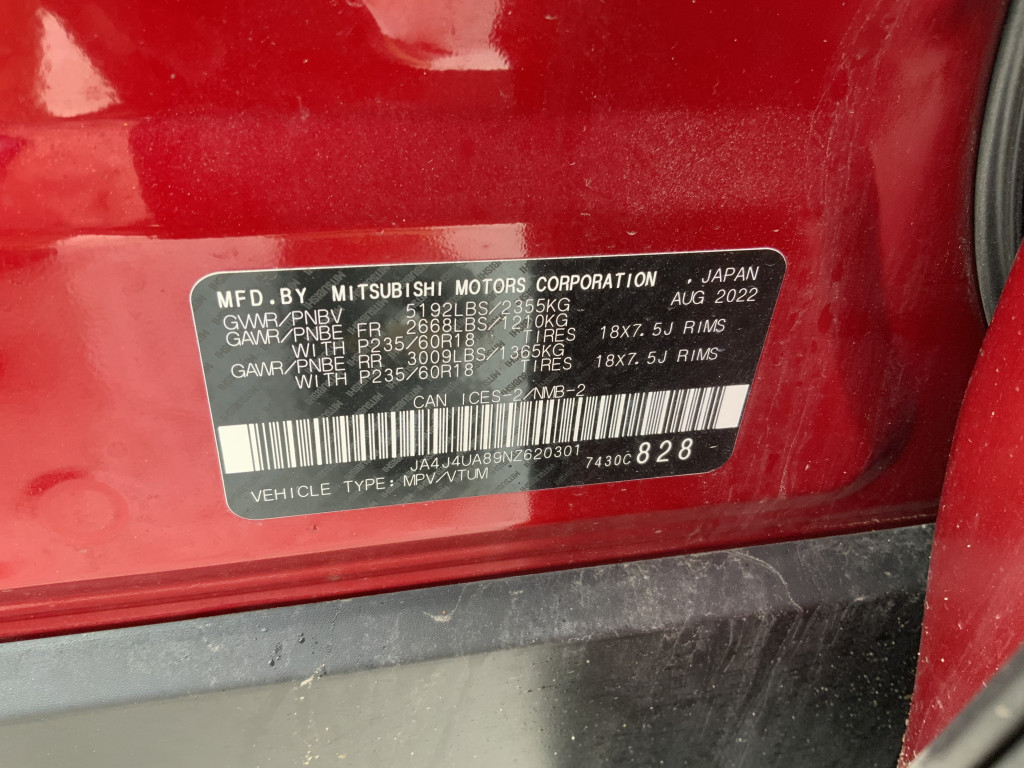 MFD.BY MITSUBISHI MOTORS CORPORATION .JAPAN
GVWR/PNBV 5192LBS/2355KG AUG 2022
GAWR/PNBE FR 2668LBS/1210KG
WITH P235/60R18 TIRES 18X7.5J RIMS
GAWR/PNBE RR 3009LBS/1365KG
WITH P235/60R18 TIRES 18X7.5J RIMS
CAN ICES-2/NMB-2
JA4J4UA89NZ620301 7430C 828
VEHICLE TYPE:MPV/VTUM